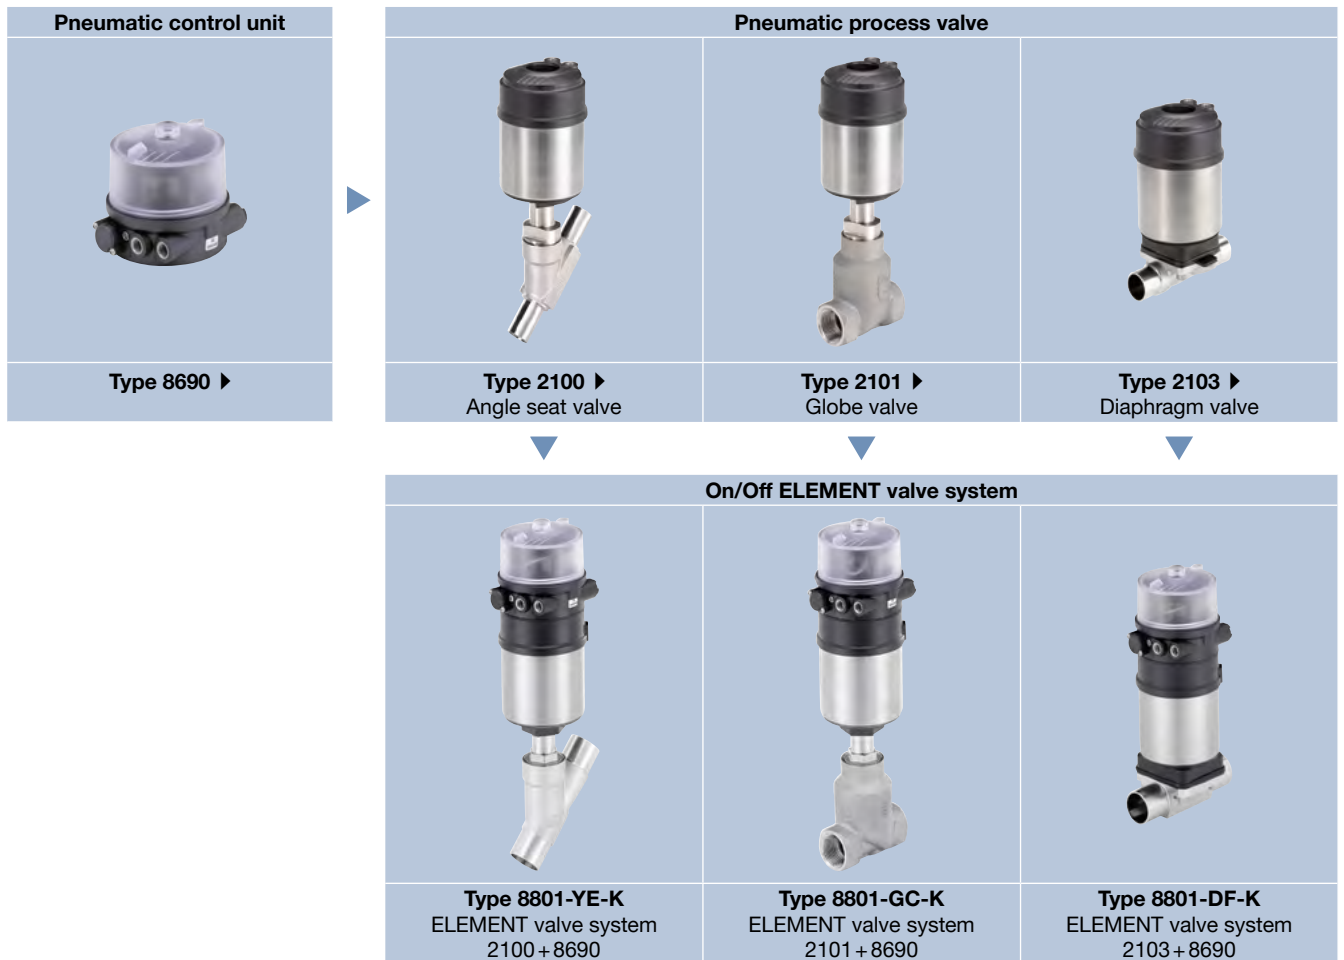 Pneumatic control unit
Type 8690
Pneumatic process valve
Type 2100
Angle seat valve
Type 2101
Globe valve
Type 2103
Diaphragm valve
On/Off ELEMENT valve system
Type 8801-YE-K
ELEMENT valve system
2100+8690
Type 8801-GC-K
ELEMENT valve system
2101+8690
Type 8801-DF-K
ELEMENT valve system
2103+8690